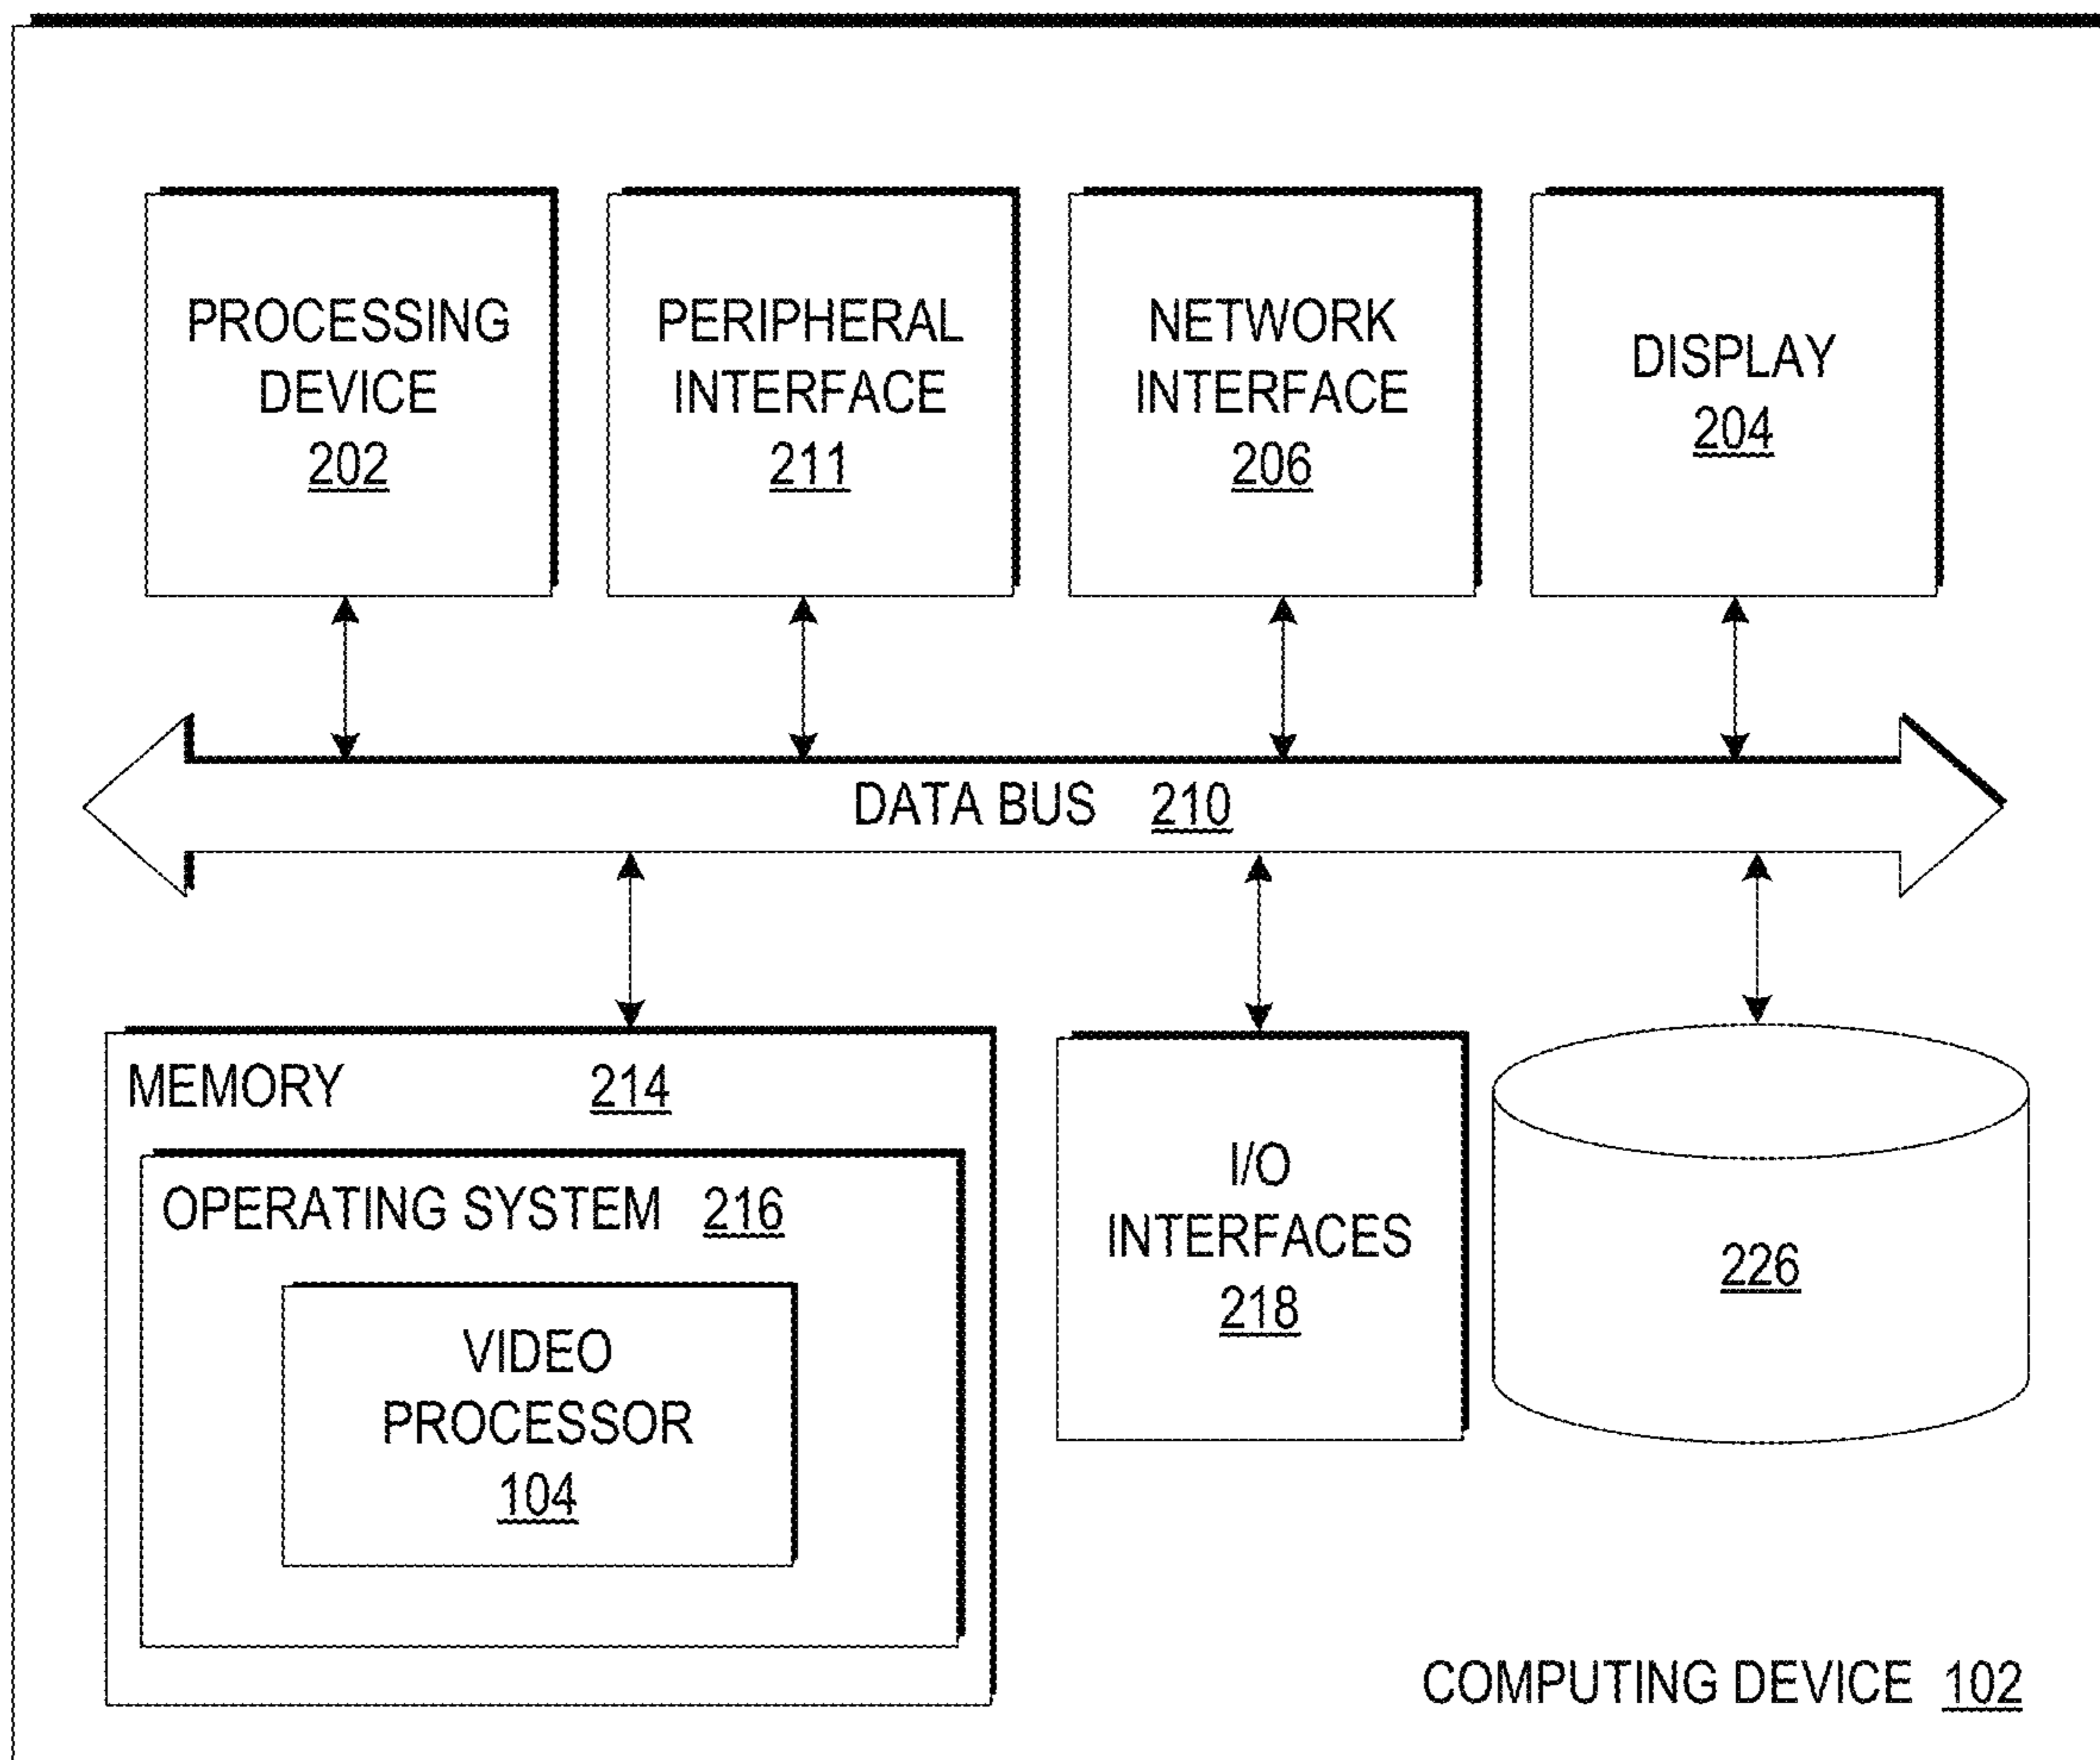 PROCESSING
DEVICE
202
PERIPHERAL
INTERFACE
211
NETWORK
INTERFACE
206
DISPLAY
204
DATA BUS 210
MEMORY 214
OPERATING SYSTEM 216
VIDEO
PROCESSOR
104
I/O
INTERFACES
218
226
COMPUTING DEVICE 102